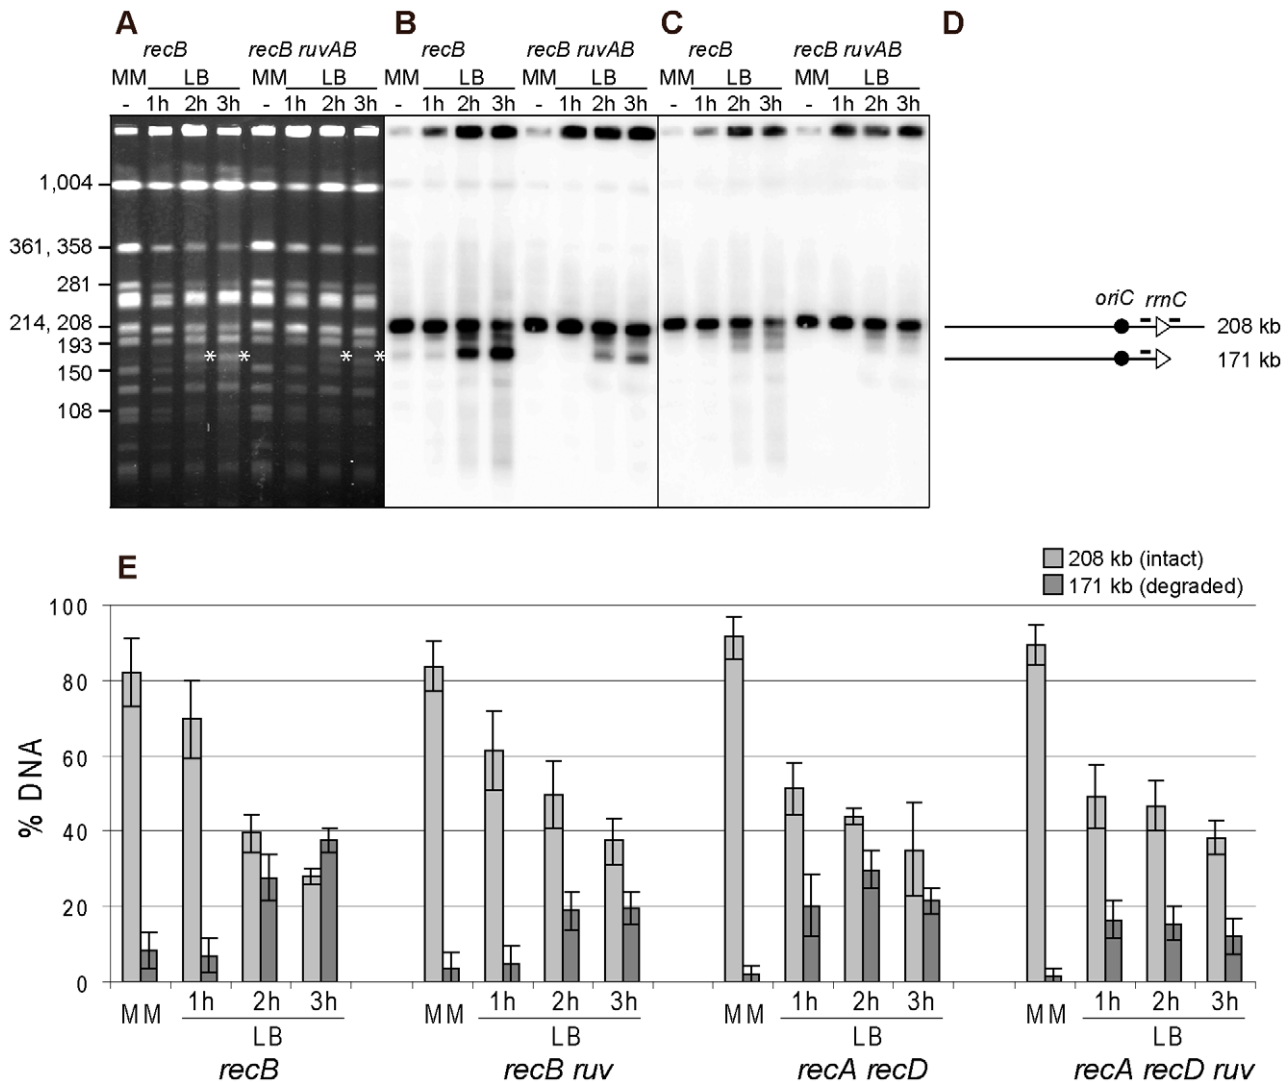 A B C D
recB recB ruvAB recB recB ruvAB recB recB ruvAB
MM LB MM LB MM LB MM LB MM LB MM LB
- 1h 2h 3h - 1h 2h 3h - 1h 2h 3h - 1h 2h 3h - 1h 2h 3h - 1h 2h 3h
1,004
361, 358
281
214, 208
193
150
108
* * * *
oriC rrnC
208 kb
171 kb
E
208 kb (intact)
171 kb (degraded)
% DNA
100
80
60
40
20
0
MM 1h 2h 3h MM 1h 2h 3h MM 1h 2h 3h MM 1h 2h 3h
LB LB LB LB
recB recB ruv recA recD recA recD ruv